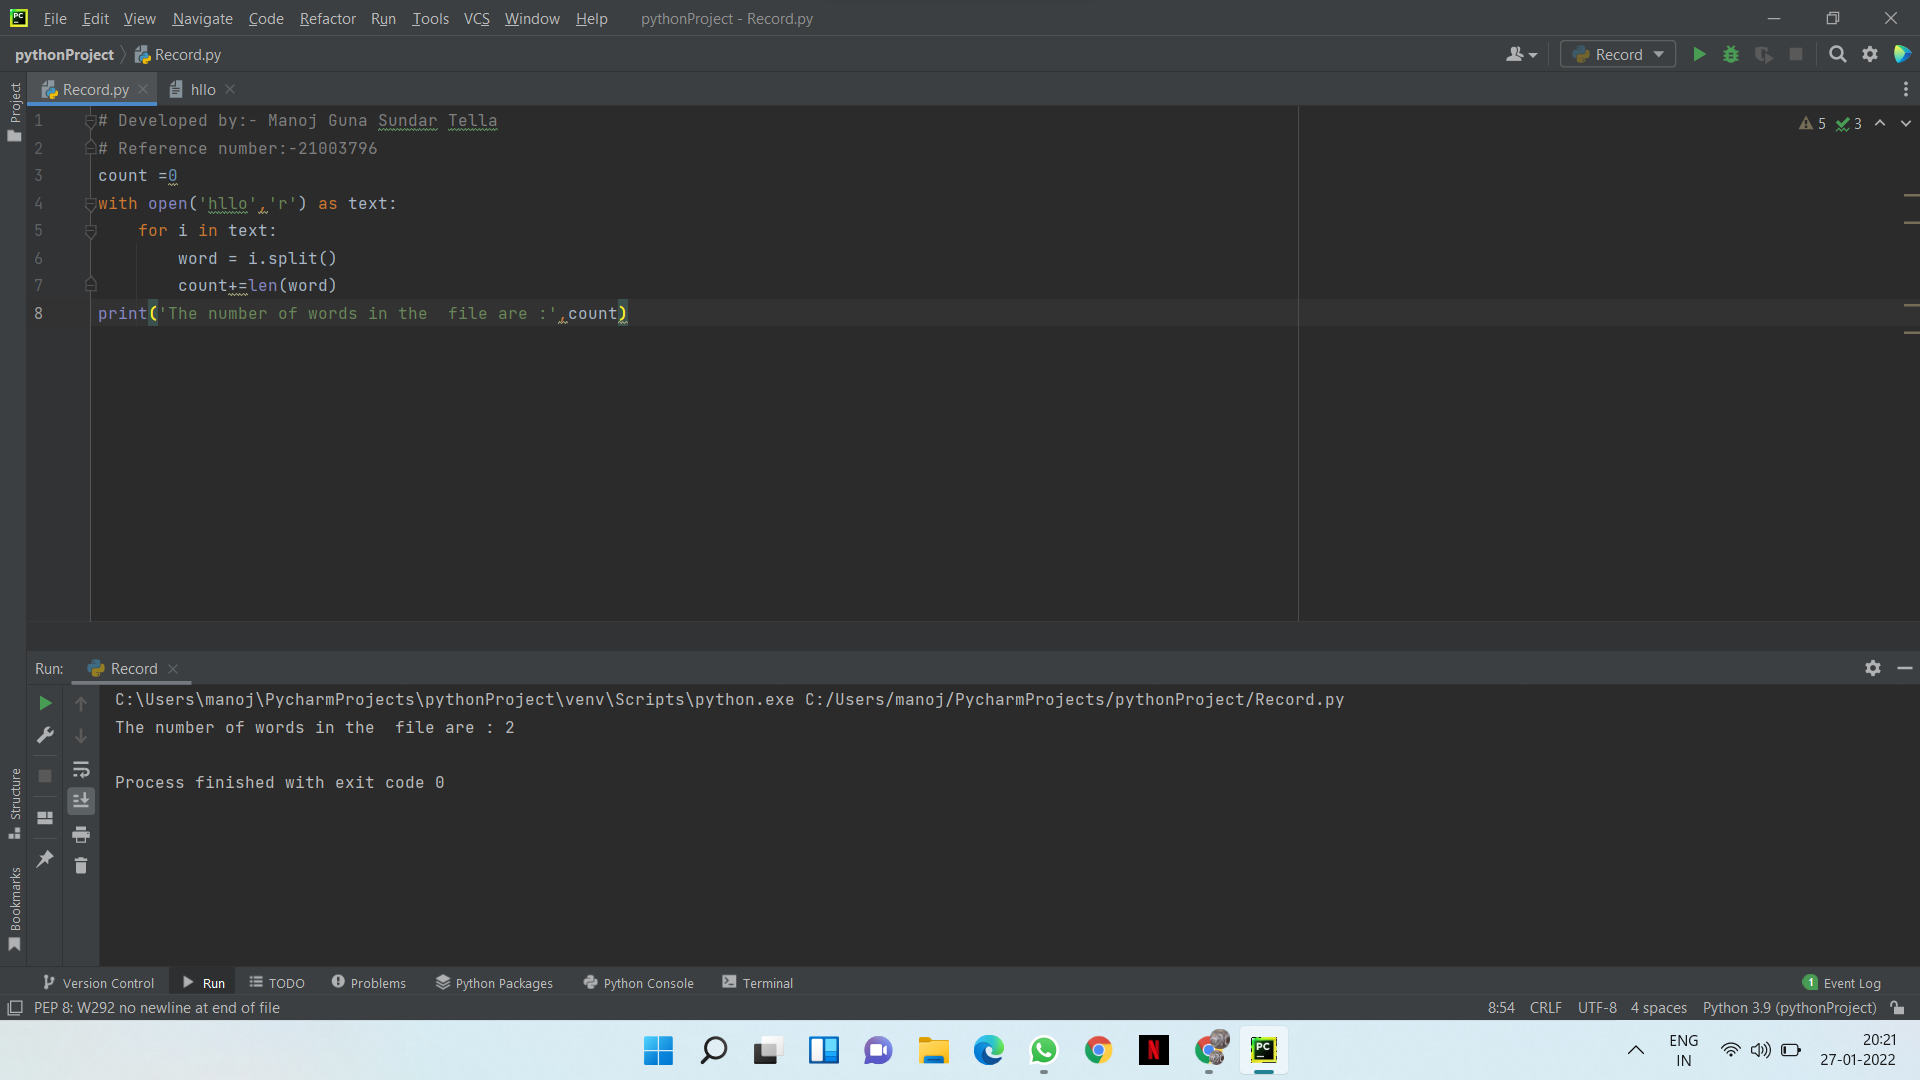 File Edit View Navigate Code Refactor Run Tools VCS Window Help pythonProject - Record.py
pythonProject Record.py Record
Project
Record.py hllo
5 3
1 # Developed by:- Manoj Guna Sundar Tella
2 # Reference number:-21003796
3 count =0
4 with open('hllo','r') as text:
5 for i in text:
6 word = i.split()
7 count+=len(word)
8 print('The number of words in the  file are :',count)
Run: Record
C:\Users\manoj\PycharmProjects\pythonProject\venv\Scripts\python.exe C:/Users/manoj/PycharmProjects/pythonProject/Record.py
The number of words in the  file are : 2
Process finished with exit code 0
Structure
Bookmarks
Version Control Run TODO Problems Python Packages Python Console Terminal 1 Event Log
PEP 8: W292 no newline at end of file 8:54 CRLF UTF-8 4 spaces Python 3.9 (pythonProject)
ENG 20:21
IN 27-01-2022